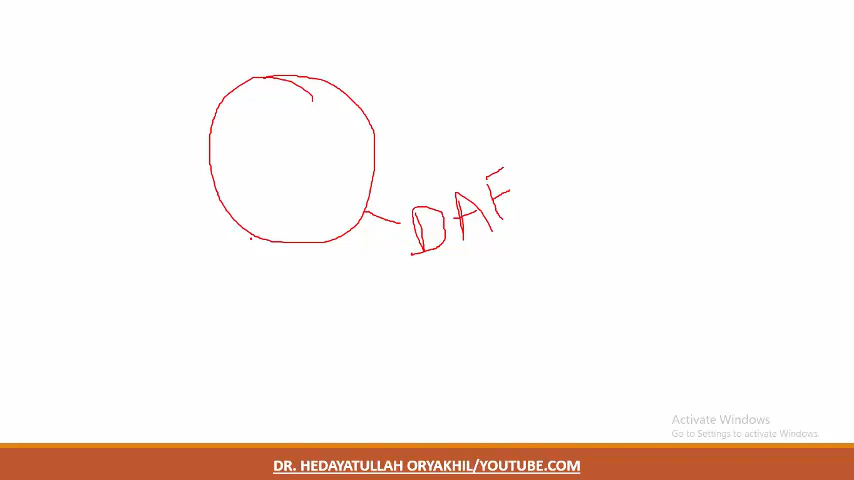 DAF
Activate Windows
Go to Settings to activate Windows.
DR. HEDAYATULLAH ORYAKHIL/YOUTUBE.COM